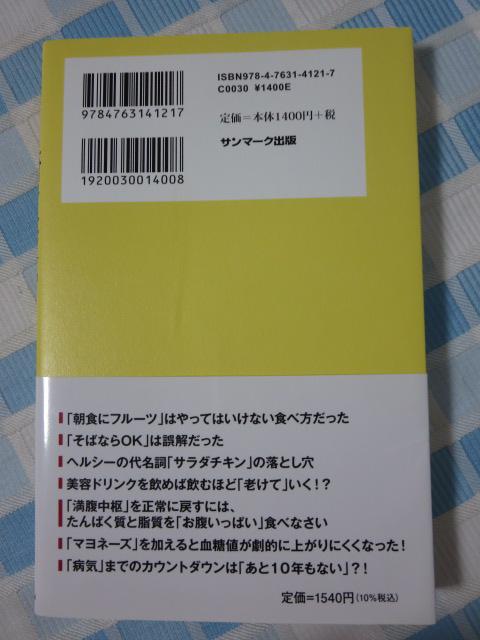 ISBN978-4-7631-4121-7
C0030 ¥1400E
9784763141217
定価＝本体1400円＋税
サンマーク出版
1920030014008
「朝食にフルーツ」はやってはいけない食べ方だった
「そばならOK」は誤解だった
ヘルシーの代名詞「サラダチキン」の落とし穴
美容ドリンクを飲めば飲むほど「老けて」いく！？
「満腹中枢」を正常に戻すには、
たんぱく質と脂質を「お腹いっぱい」食べなさい
「マヨネーズ」を加えると血糖値が劇的に上がりにくくなった！
「病気」までのカウントダウンは「あと10年もない」？！
定価=1540円（10%税込）